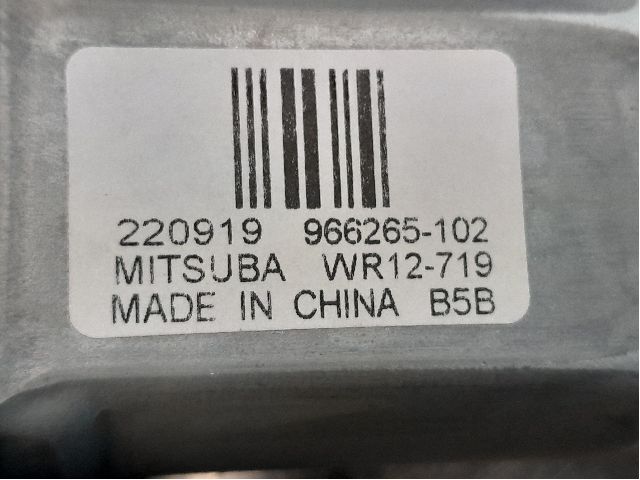 220919 966265-102
MITSUBA WR12-719
MADE IN CHINA B5B